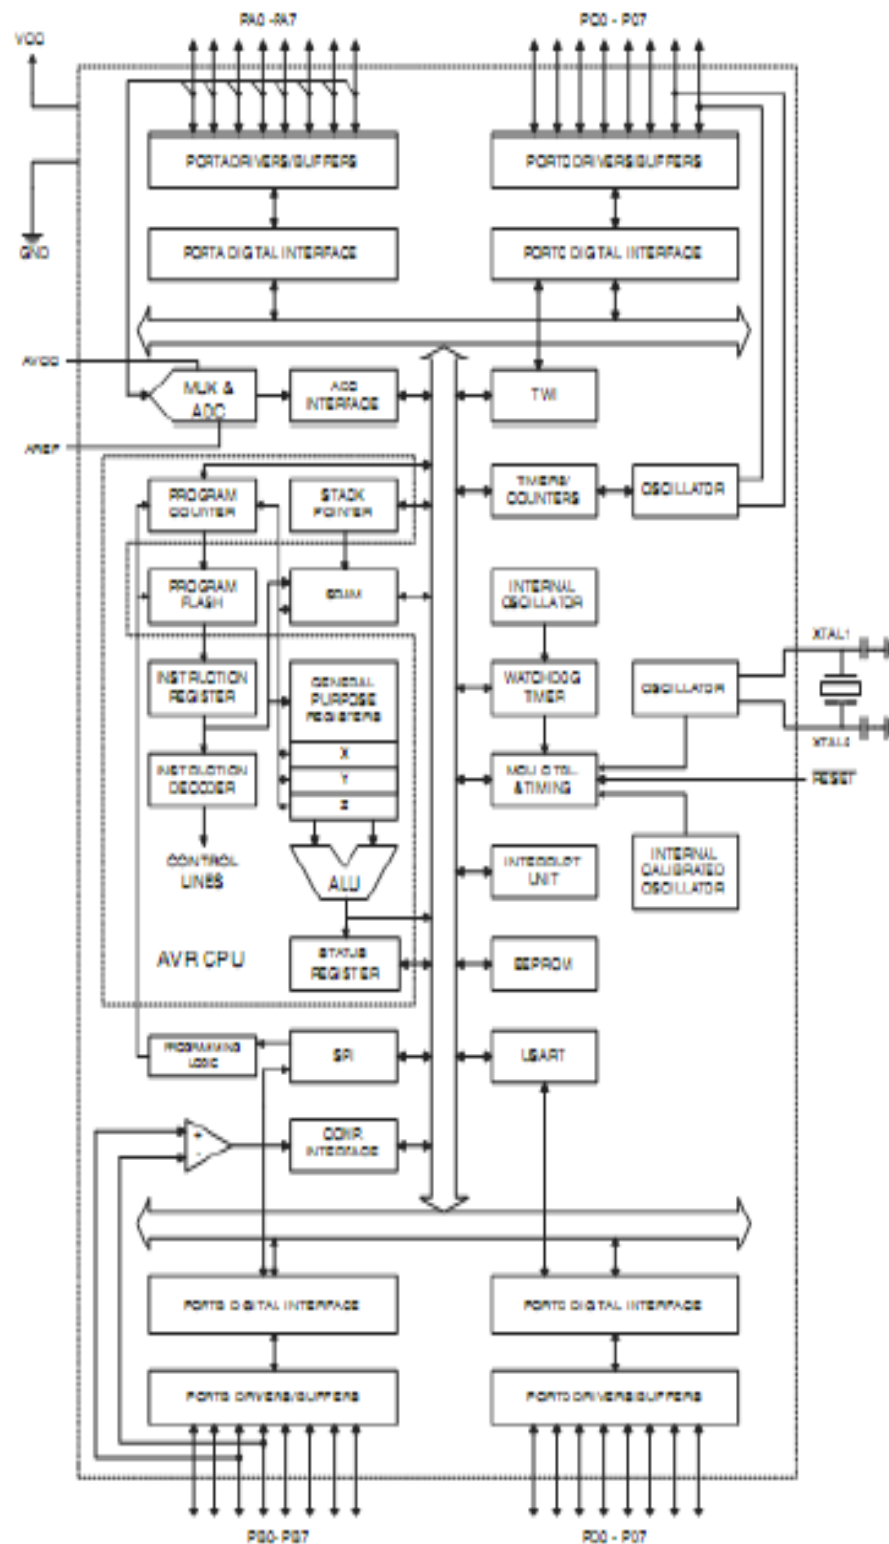 PA0 - PA7
PC0 - PC7
VCC
PORTA DRIVERS/BUFFERS
PORTC DRIVERS/BUFFERS
GND
PORTA DIGITAL INTERFACE
PORTC DIGITAL INTERFACE
AVCC
MUX &
ADC
ADC
INTERFACE
TWI
AREF
PROGRAM
COUNTER
STACK
POINTER
TIMERS/
COUNTERS
OSCILLATOR
PROGRAM
FLASH
SRAM
INTERNAL
OSCILLATOR
XTAL1
INSTRUCTION
REGISTER
GENERAL
PURPOSE
REGISTERS
WATCHDOG
TIMER
OSCILLATOR
XTAL2
X
INSTRUCTION
DECODER
Y
Z
MCU CTRL.
& TIMING
RESET
CONTROL
LINES
ALU
INTERRUPT
UNIT
INTERNAL
CALIBRATED
OSCILLATOR
AVR CPU
STATUS
REGISTER
EEPROM
PROGRAMMING
LOGIC
SPI
USART
+
-
COMP.
INTERFACE
PORTB DIGITAL INTERFACE
PORTD DIGITAL INTERFACE
PORTB DRIVERS/BUFFERS
PORTD DRIVERS/BUFFERS
PB0 - PB7
PD0 - PD7